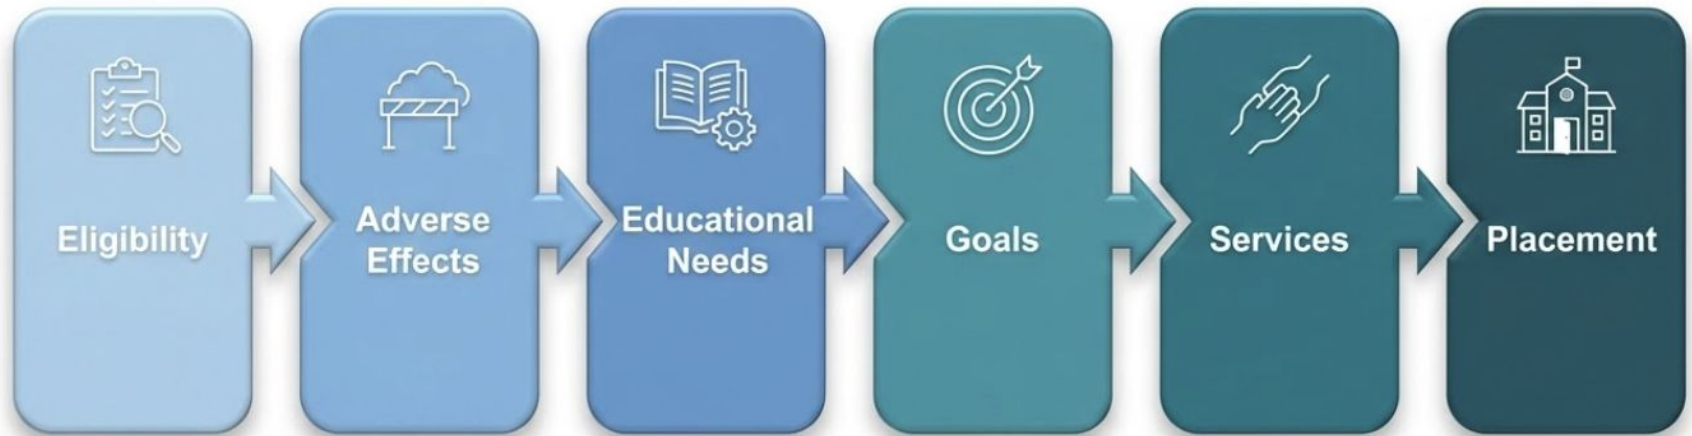 Eligibility
Adverse
Effects
Educational
Needs
Goals
Services
Placement